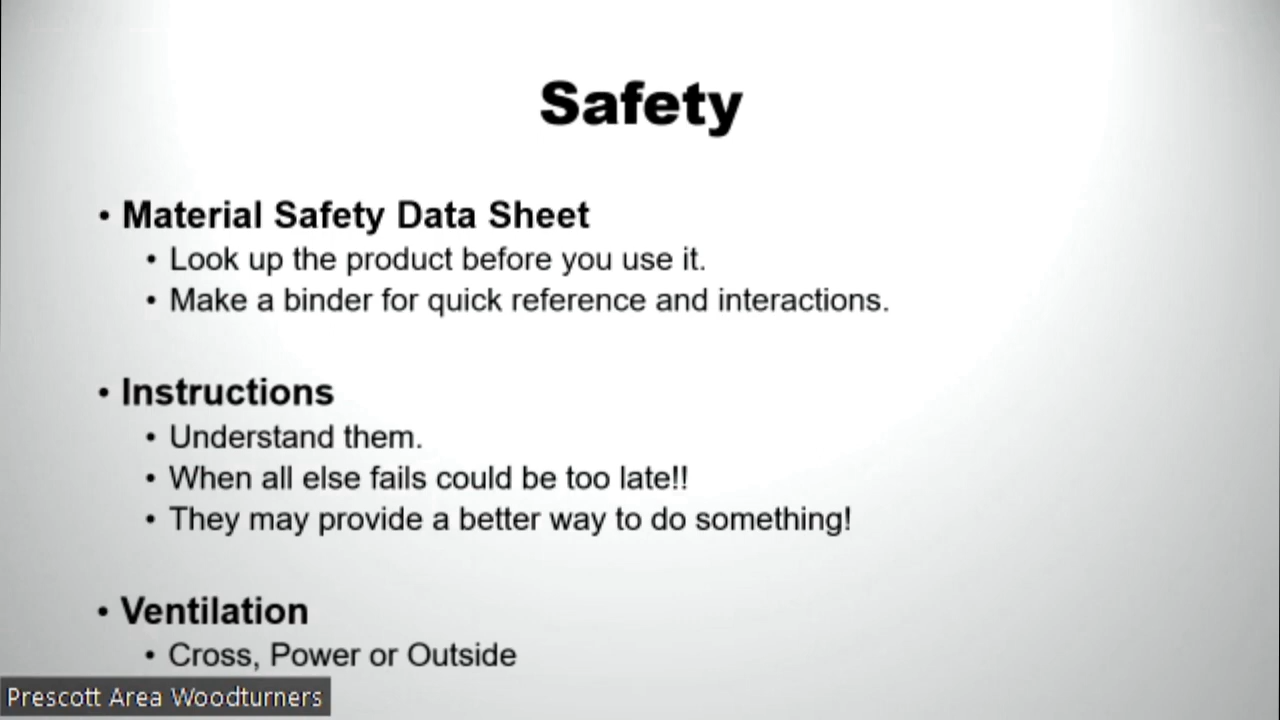 Safety
• Material Safety Data Sheet
• Look up the product before you use it.
• Make a binder for quick reference and interactions.
• Instructions
• Understand them.
• When all else fails could be too late!!
• They may provide a better way to do something!
• Ventilation
• Cross, Power or Outside
Prescott Area Woodturners